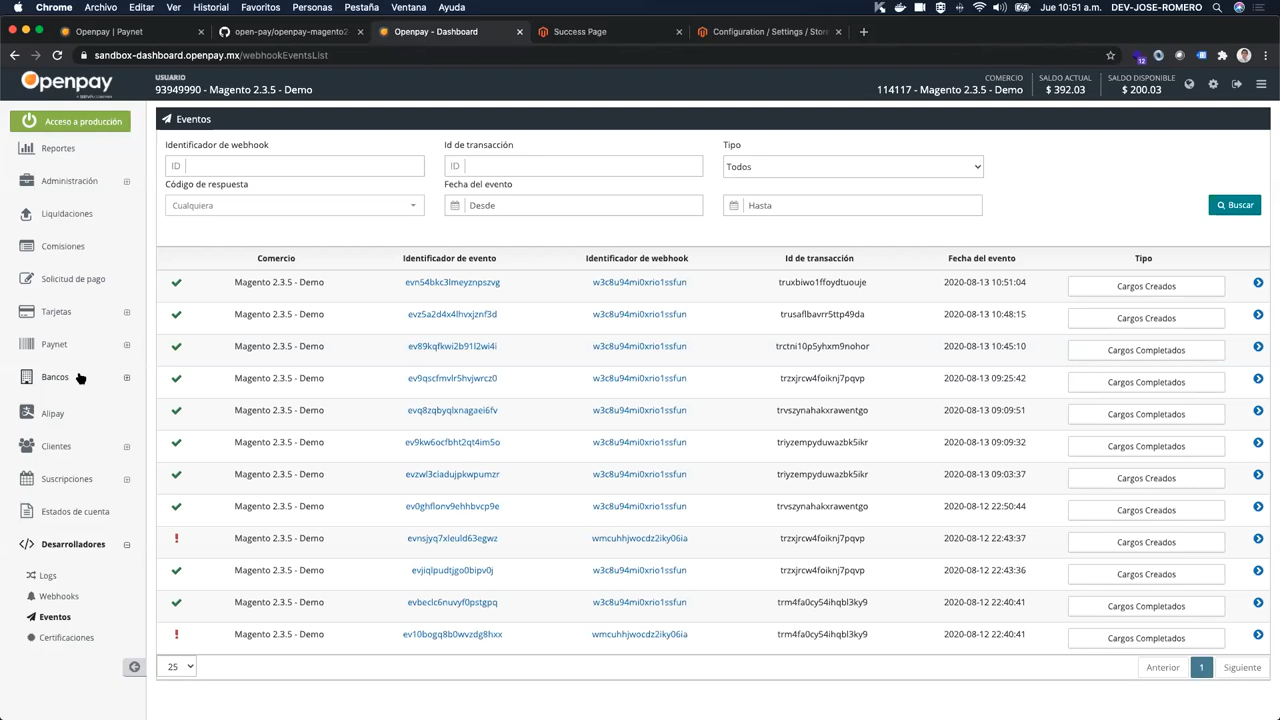 Chrome Archivo Editar Ver Historial Favoritos Personas Pestaña Ventana Ayuda
Jue 10:51 a.m. DEV-JOSE-ROMERO
Openpay | Paynet
open-pay/openpay-magento2
Openpay - Dashboard
Success Page
Configuration / Settings / Store
sandbox-dashboard.openpay.mx/webhookEventsList
12
Openpay
USUARIO
93949990 - Magento 2.3.5 - Demo
COMERCIO
114117 - Magento 2.3.5 - Demo
SALDO ACTUAL
$ 392.03
SALDO DISPONIBLE
$ 200.03
Acceso a producción
Reportes
Administración
Liquidaciones
Comisiones
Solicitud de pago
Tarjetas
Paynet
Bancos
Alipay
Clientes
Suscripciones
Estados de cuenta
Desarrolladores
Logs
Webhooks
Eventos
Certificaciones
Eventos
Identificador de webhook Id de transacción Tipo
ID ID Todos
Código de respuesta Fecha del evento
Cualquiera Desde Hasta Buscar
Comercio Identificador de evento Identificador de webhook Id de transacción Fecha del evento Tipo
Magento 2.3.5 - Demo evn54bkc3lmeyznpszvg w3c8u94mi0xrio1ssfun truxbiwo1ffoydtuouje 2020-08-13 10:51:04 Cargos Creados
Magento 2.3.5 - Demo evz5a2d4x4lhvxjznf3d w3c8u94mi0xrio1ssfun trusaflbavrr5ttp49da 2020-08-13 10:48:15 Cargos Creados
Magento 2.3.5 - Demo ev89kqfkwi2b91l2wi4i w3c8u94mi0xrio1ssfun trctni10p5yhxm9nohor 2020-08-13 10:45:10 Cargos Completados
Magento 2.3.5 - Demo ev9qscfmvlr5hvjwrcz0 w3c8u94mi0xrio1ssfun trzxjrcw4foiknj7pqvp 2020-08-13 09:25:42 Cargos Completados
Magento 2.3.5 - Demo evq8zqbyqlxnagaei6fv w3c8u94mi0xrio1ssfun trvszynahakxrawentgo 2020-08-13 09:09:51 Cargos Completados
Magento 2.3.5 - Demo ev9kw6ocfbht2qt4im5o w3c8u94mi0xrio1ssfun triyzempyduwazbk5ikr 2020-08-13 09:09:32 Cargos Completados
Magento 2.3.5 - Demo evzwl3ciadujpkwpumzr w3c8u94mi0xrio1ssfun triyzempyduwazbk5ikr 2020-08-13 09:03:37 Cargos Creados
Magento 2.3.5 - Demo ev0ghflonv9ehhbvcp9e w3c8u94mi0xrio1ssfun trvszynahakxrawentgo 2020-08-12 22:50:44 Cargos Creados
Magento 2.3.5 - Demo evnsjyq7xleuld63egwz wmcuhhjwocdz2iky06ia trzxjrcw4foiknj7pqvp 2020-08-12 22:43:37 Cargos Creados
Magento 2.3.5 - Demo evjiqlpudtjgo0bipv0j w3c8u94mi0xrio1ssfun trzxjrcw4foiknj7pqvp 2020-08-12 22:43:36 Cargos Creados
Magento 2.3.5 - Demo evbeclc6nuvyf0pstgpq w3c8u94mi0xrio1ssfun trm4fa0cy54ihqbl3ky9 2020-08-12 22:40:41 Cargos Completados
Magento 2.3.5 - Demo ev10bogq8b0wvzdg8hxx wmcuhhjwocdz2iky06ia trm4fa0cy54ihqbl3ky9 2020-08-12 22:40:41 Cargos Completados
25 Anterior 1 Siguiente